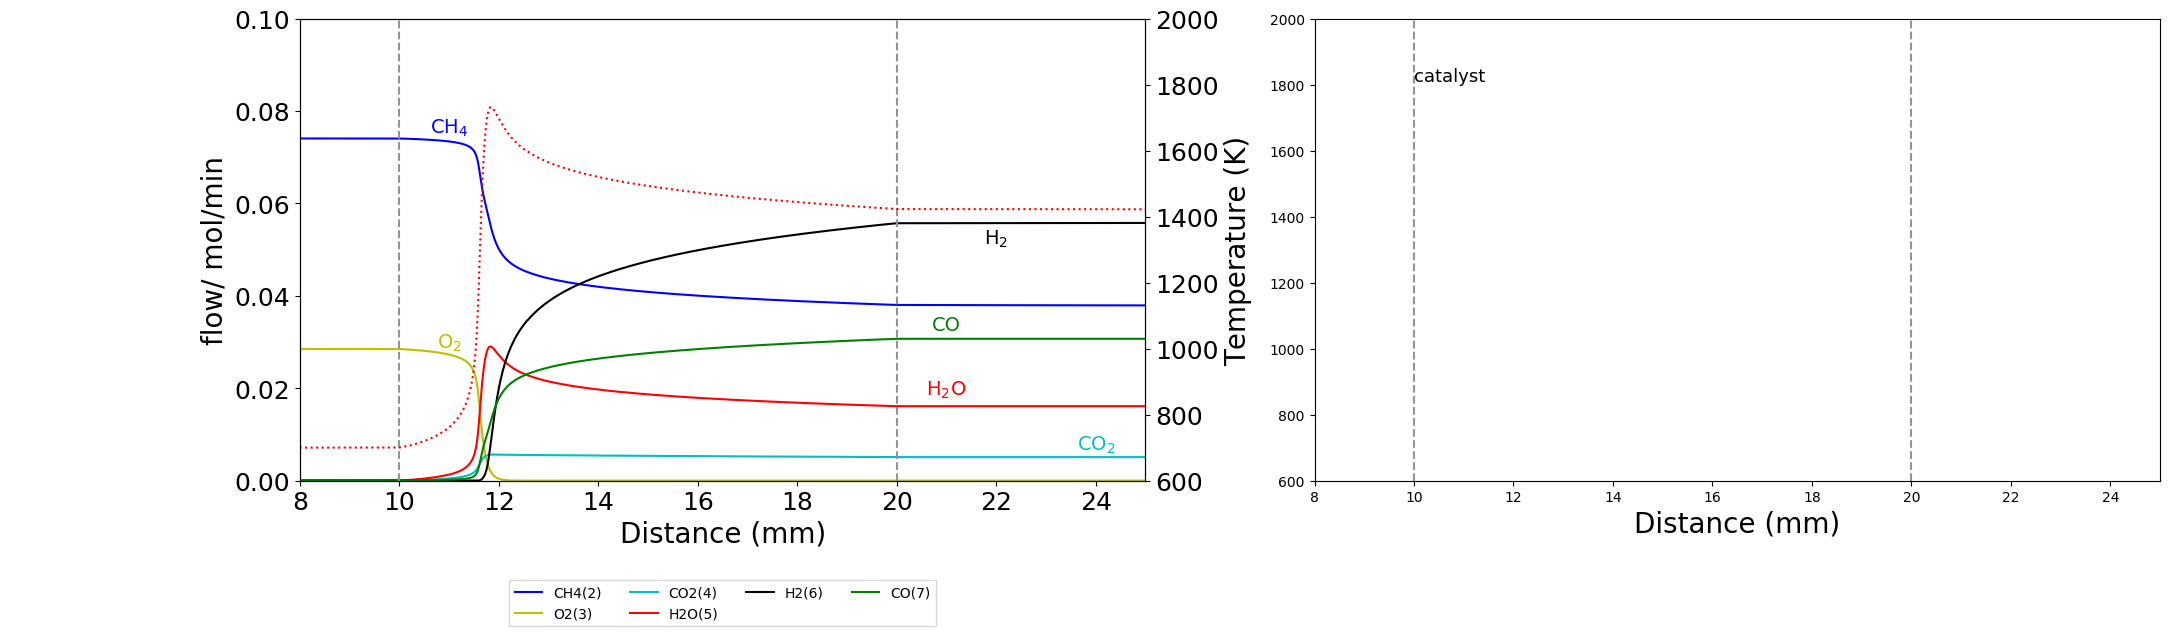 0.10
0.08
0.06
0.04
0.02
0.00
flow/ mol/min
CH₄
O₂
H₂
CO
H₂O
CO₂
8 10 12 14 16 18 20 22 24
Distance (mm)
2000
1800
1600
1400
1200
1000
800
600
Temperature (K)
CH4(2) CO2(4) H2(6) CO(7)
O2(3) H2O(5)
2000
1800
1600
1400
1200
1000
800
600
catalyst
8 10 12 14 16 18 20 22 24
Distance (mm)